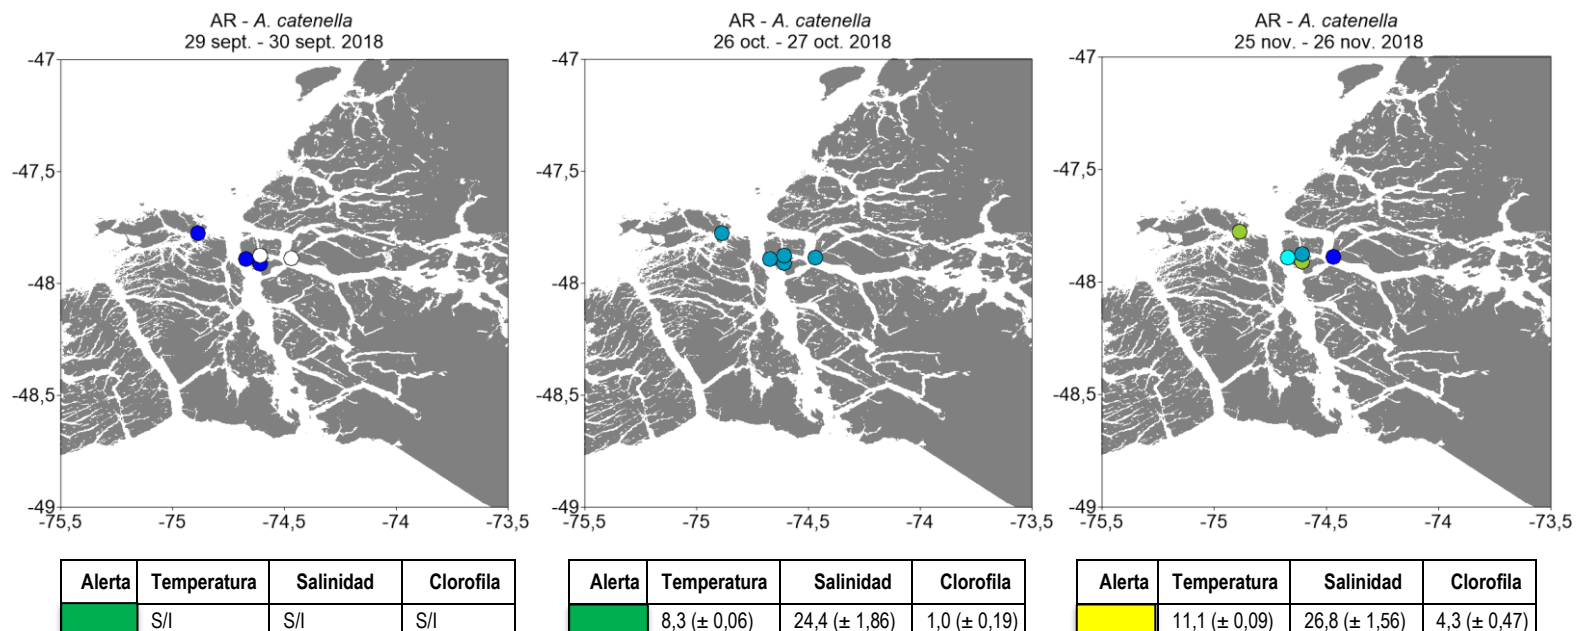 AR - A. catenella
29 sept. - 30 sept. 2018
-47
-47,5
-48
-48,5
-49
-75,5 -75 -74,5 -74 -73,5
Alerta Temperatura Salinidad Clorofila
S/I S/I S/I
AR - A. catenella
26 oct. - 27 oct. 2018
-47
-47,5
-48
-48,5
-49
-75,5 -75 -74,5 -74 -73,5
Alerta Temperatura Salinidad Clorofila
8,3 (± 0,06) 24,4 (± 1,86) 1,0 (± 0,19)
AR - A. catenella
25 nov. - 26 nov. 2018
-47
-47,5
-48
-48,5
-49
-75,5 -75 -74,5 -74 -73,5
Alerta Temperatura Salinidad Clorofila
11,1 (± 0,09) 26,8 (± 1,56) 4,3 (± 0,47)